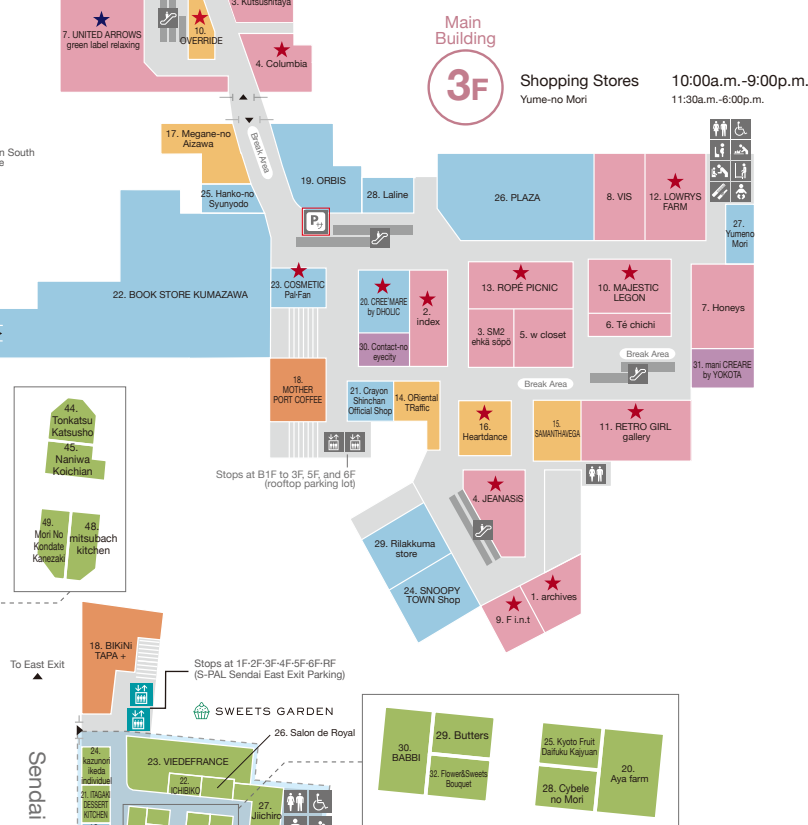 3. Kutsushitaya
7. UNITED ARROWS
green label relaxing
10.
OVERRIDE
4. Columbia
Main
Building
3F
Shopping Stores 10:00a.m.-9:00p.m.
Yume-no Mori 11:30a.m.-6:00p.m.
17. Megane-no
Aizawa
Break Area
n South
e
25. Hanko-no
Syunyodo
19. ORBIS
28. Laline
26. PLAZA
8. VIS
12. LOWRYS
FARM
27.
Yumeno
Mori
Pサ
22. BOOK STORE KUMAZAWA
23. COSMETIC
Pal-Fan
20. CREE'MARE
by DHOLIC
2.
index
30. Contact-no
eyecity
13. ROPÉ PICNIC
3. SM2
ehkä söpö
5. w closet
10. MAJESTIC
LEGON
6. Té chichi
7. Honeys
Break Area
31. mani CREARE
by YOKOTA
Break Area
18.
MOTHER
PORT COFFEE
21. Crayon
Shinchan
Official Shop
14. ORiental
TRaffic
16.
Heartdance
15.
SAMANTHAVEGA
11. RETRO GIRL
gallery
Stops at B1F to 3F, 5F, and 6F
(rooftop parking lot)
4. JEANASiS
29. Rilakkuma
store
24. SNOOPY
TOWN Shop
1. archives
9. F i.n.t
44.
Tonkatsu
Katsusho
45.
Naniwa
Koichian
49.
Mori No
Kondate
Kanezaki
48.
mitsubach
kitchen
18. BIKiNi
TAPA +
To East Exit
Stops at 1F·2F·3F·4F·5F·6F·RF
(S-PAL Sendai East Exit Parking)
SWEETS GARDEN
26. Salon de Royal
Sendai
24.
kazunori
ikeda
individuel
21. ITAGAKI
DESSERT
KITCHEN
23. VIEDEFRANCE
22.
ICHIBIKO
27.
Jiichiro
30.
BABBI
29. Butters
32. Flower&Sweets
Bouquet
25. Kyoto Fruit
Daifuku Kajyuan
28. Cybele
no Mori
20.
Aya farm